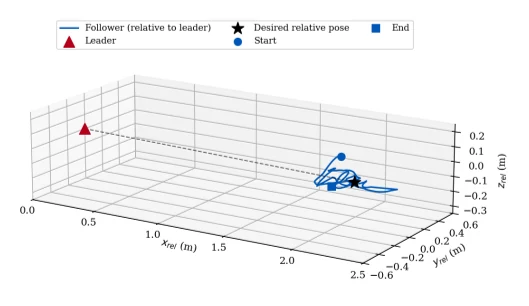 Follower (relative to leader)
Leader
Desired relative pose
Start
End
0.2
0.1
0.0
−0.1
−0.2
−0.3
z_rel (m)
0.0
0.5
1.0
1.5
2.0
2.5
x_rel (m)
−0.6
−0.4
−0.2
0.0
0.2
0.4
0.6
y_rel (m)